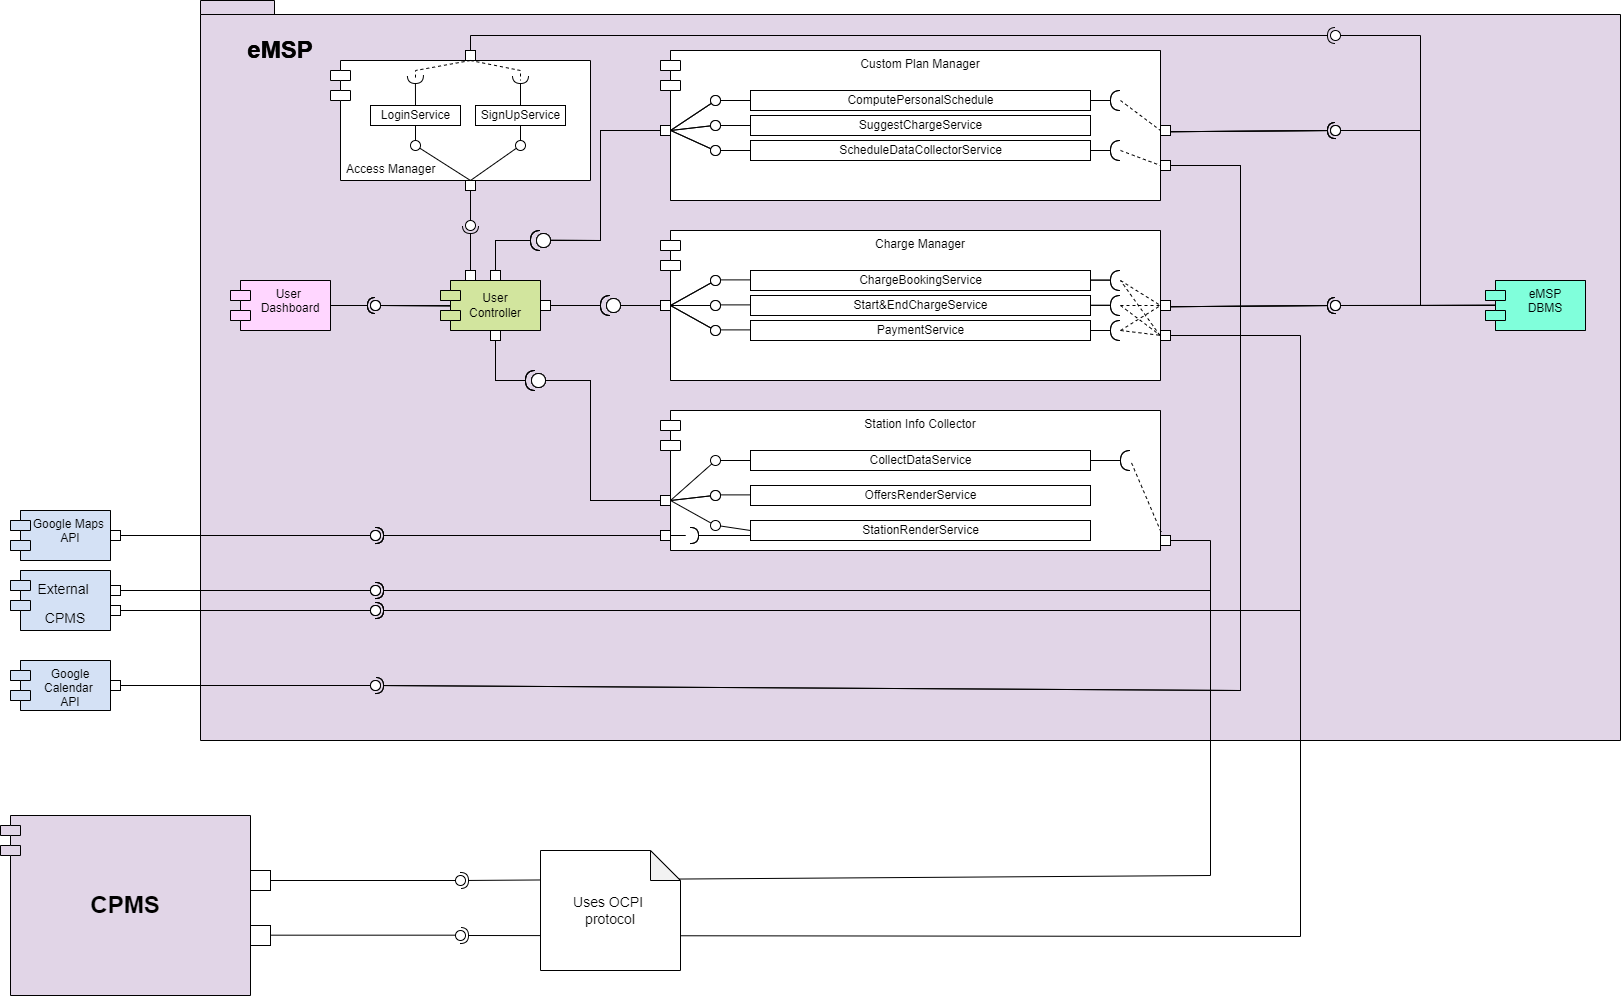 eMSP
Custom Plan Manager
ComputePersonalSchedule
SuggestChargeService
ScheduleDataCollectorService
LoginService
SignUpService
Access Manager
Charge Manager
ChargeBookingService
Start&EndChargeService
PaymentService
User
Dashboard
User
Controller
eMSP
DBMS
Station Info Collector
CollectDataService
OffersRenderService
StationRenderService
Google Maps
API
External
CPMS
Google
Calendar
API
CPMS
Uses OCPI
protocol